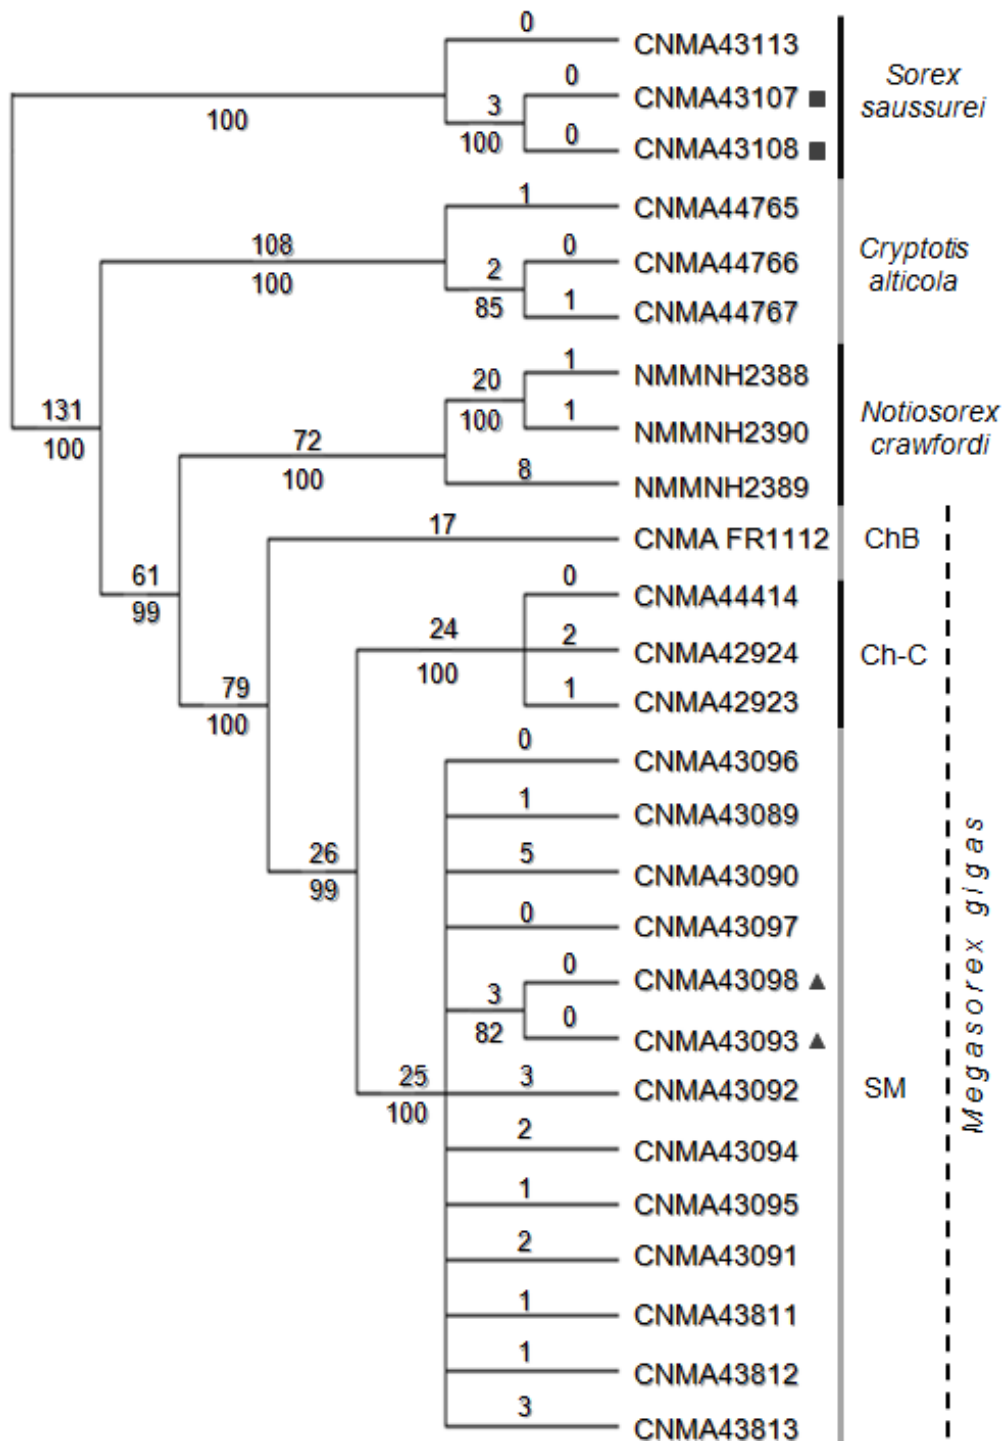 0
CNMA43113
0
CNMA43107
3
100
100
0
CNMA43108
Sorex
saussurei
1
CNMA44765
108
100
0
CNMA44766
2
85
1
CNMA44767
Cryptotis
alticola
1
NMMNH2388
20
100
1
NMMNH2390
131
100
72
100
8
NMMNH2389
Notiosorex
crawfordi
17
CNMA FR1112
ChB
61
99
0
CNMA44414
24
100
2
CNMA42924
Ch-C
1
CNMA42923
79
100
0
CNMA43096
1
CNMA43089
26
99
5
CNMA43090
0
CNMA43097
0
CNMA43098
3
82
0
CNMA43093
25
100
3
CNMA43092
SM
2
CNMA43094
1
CNMA43095
2
CNMA43091
1
CNMA43811
1
CNMA43812
3
CNMA43813
Megasorex gigas